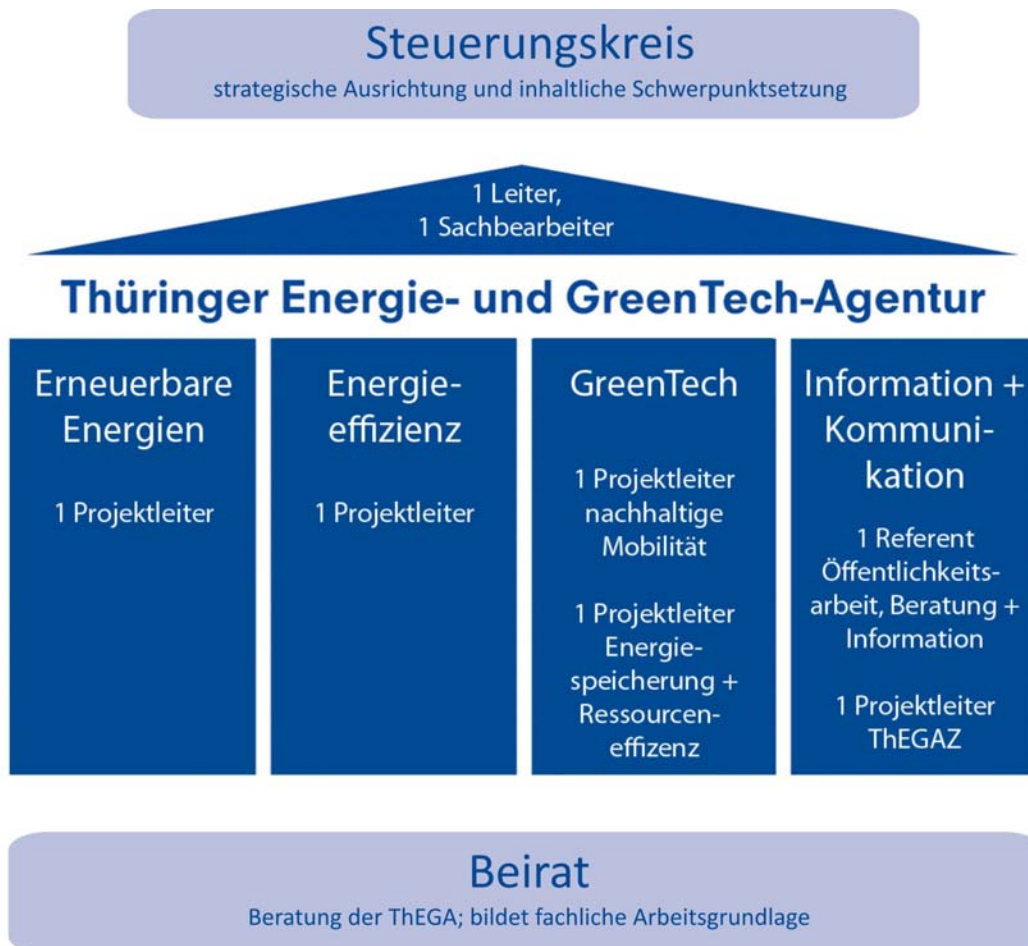 Steuerungskreis
strategische Ausrichtung und inhaltliche Schwerpunktsetzung
1 Leiter,
1 Sachbearbeiter
Thüringer Energie- und GreenTech-Agentur
Erneuerbare
Energien
1 Projektleiter
Energie-
effizienz
1 Projektleiter
GreenTech
1 Projektleiter
nachhaltige
Mobilität
1 Projektleiter
Energie-
speicherung +
Ressourcen-
effizenz
Information +
Kommuni-
kation
1 Referent
Öffentlichkeits-
arbeit, Beratung +
Information
1 Projektleiter
ThEGAZ
Beirat
Beratung der ThEGA; bildet fachliche Arbeitsgrundlage